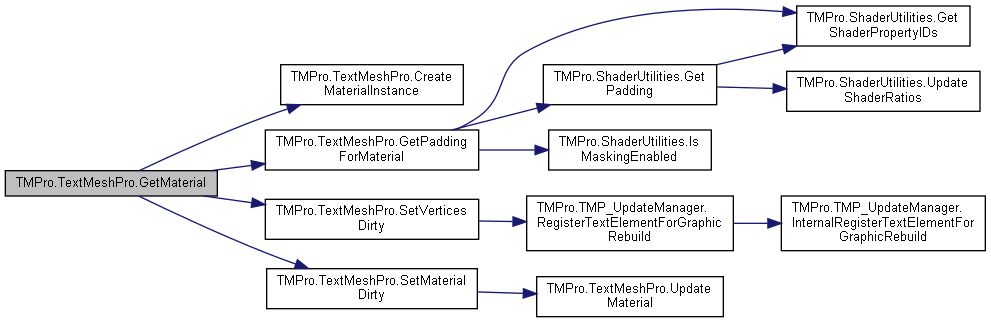 TMPro.TextMeshPro.GetMaterial
TMPro.TextMeshPro.Create
MaterialInstance
TMPro.TextMeshPro.GetPadding
ForMaterial
TMPro.TextMeshPro.SetVertices
Dirty
TMPro.TextMeshPro.SetMaterial
Dirty
TMPro.ShaderUtilities.Get
Padding
TMPro.ShaderUtilities.Is
MaskingEnabled
TMPro.TMP_UpdateManager.
RegisterTextElementForGraphic
Rebuild
TMPro.TextMeshPro.Update
Material
TMPro.ShaderUtilities.Get
ShaderPropertyIDs
TMPro.ShaderUtilities.Update
ShaderRatios
TMPro.TMP_UpdateManager.
InternalRegisterTextElementFor
GraphicRebuild